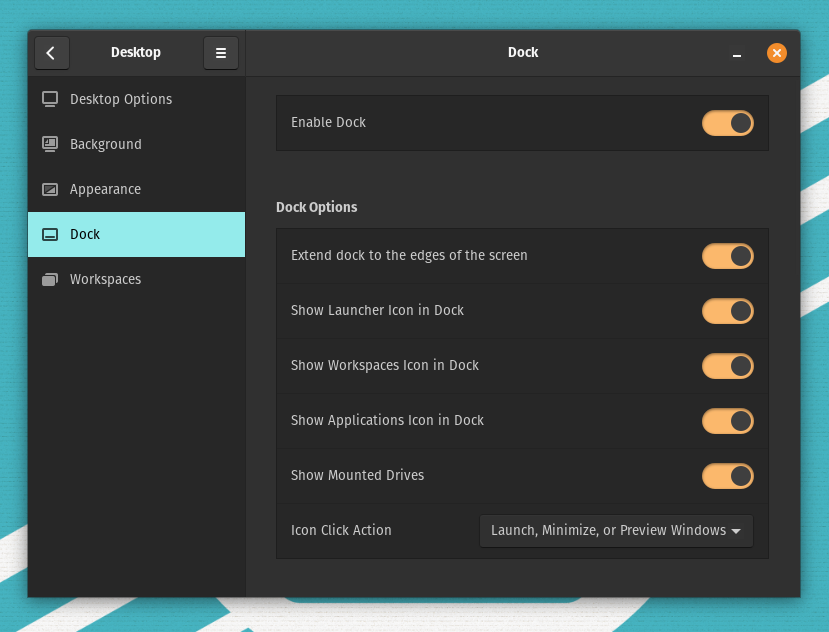 Desktop
Dock
Desktop Options
Background
Appearance
Dock
Workspaces
Enable Dock
Dock Options
Extend dock to the edges of the screen
Show Launcher Icon in Dock
Show Workspaces Icon in Dock
Show Applications Icon in Dock
Show Mounted Drives
Icon Click Action
Launch, Minimize, or Preview Windows